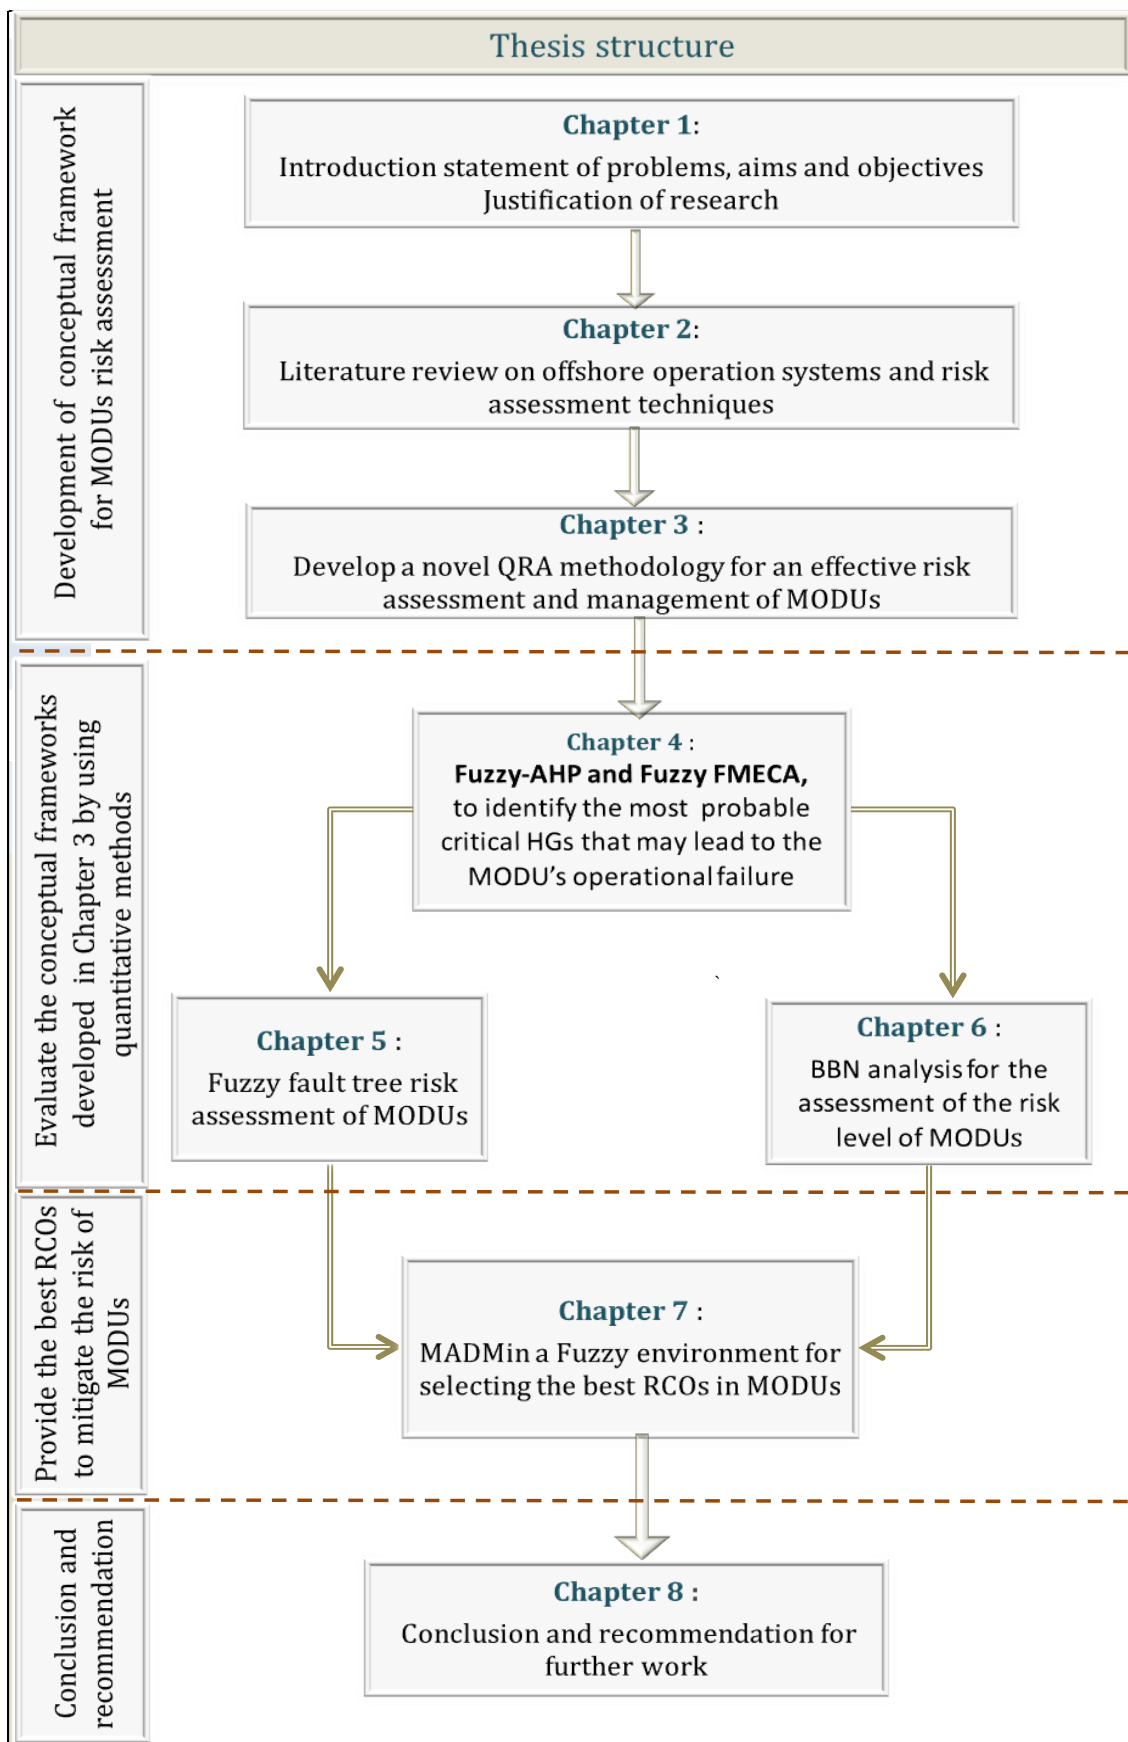 Thesis structure
Development of conceptual framework
for MODUs risk assessment
Chapter 1:
Introduction statement of problems, aims and objectives
Justification of research
Chapter 2:
Literature review on offshore operation systems and risk
assessment techniques
Chapter 3 :
Develop a novel QRA methodology for an effective risk
assessment and management of MODUs
Evaluate the conceptual frameworks
developed in Chapter 3 by using
quantitative methods
Chapter 4 :
Fuzzy-AHP and Fuzzy FMECA,
to identify the most probable
critical HGs that may lead to the
MODU's operational failure
`
Chapter 5 :
Fuzzy fault tree risk
assessment of MODUs
Chapter 6 :
BBN analysis for the
assessment of the risk
level of MODUs
Provide the best RCOs
to mitigate the risk of
MODUs
Chapter 7 :
MADMin a Fuzzy environment for
selecting the best RCOs in MODUs
Conclusion and
recommendation
Chapter 8 :
Conclusion and recommendation for
further work